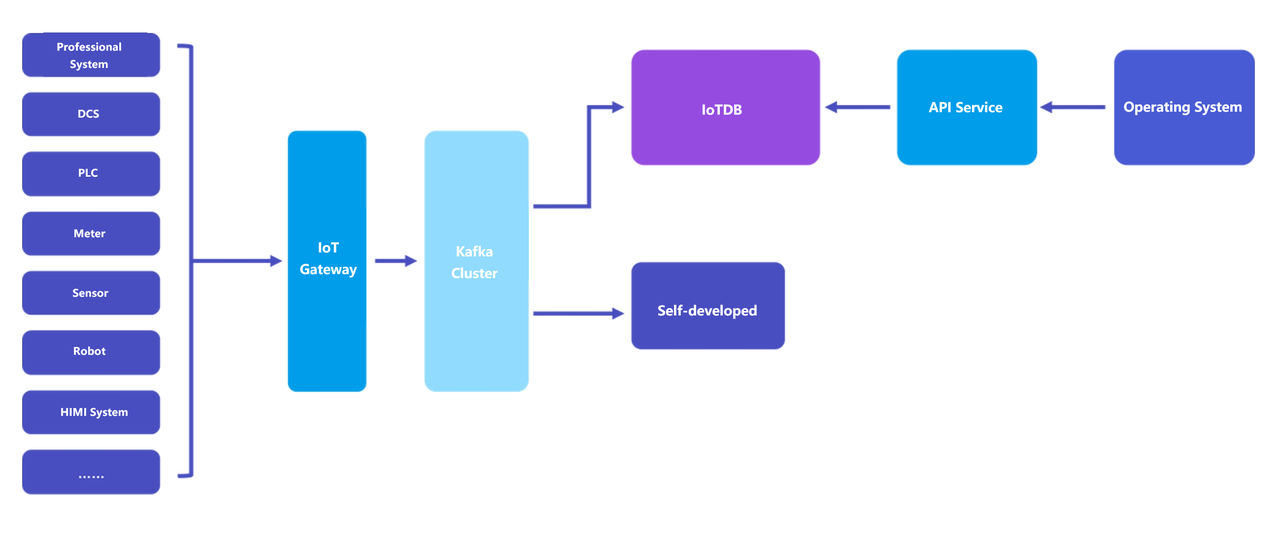 Professional
System
DCS
PLC
Meter
Sensor
Robot
HIMI System
......
IoT
Gateway
Kafka
Cluster
IoTDB
Self-developed
API Service
Operating System